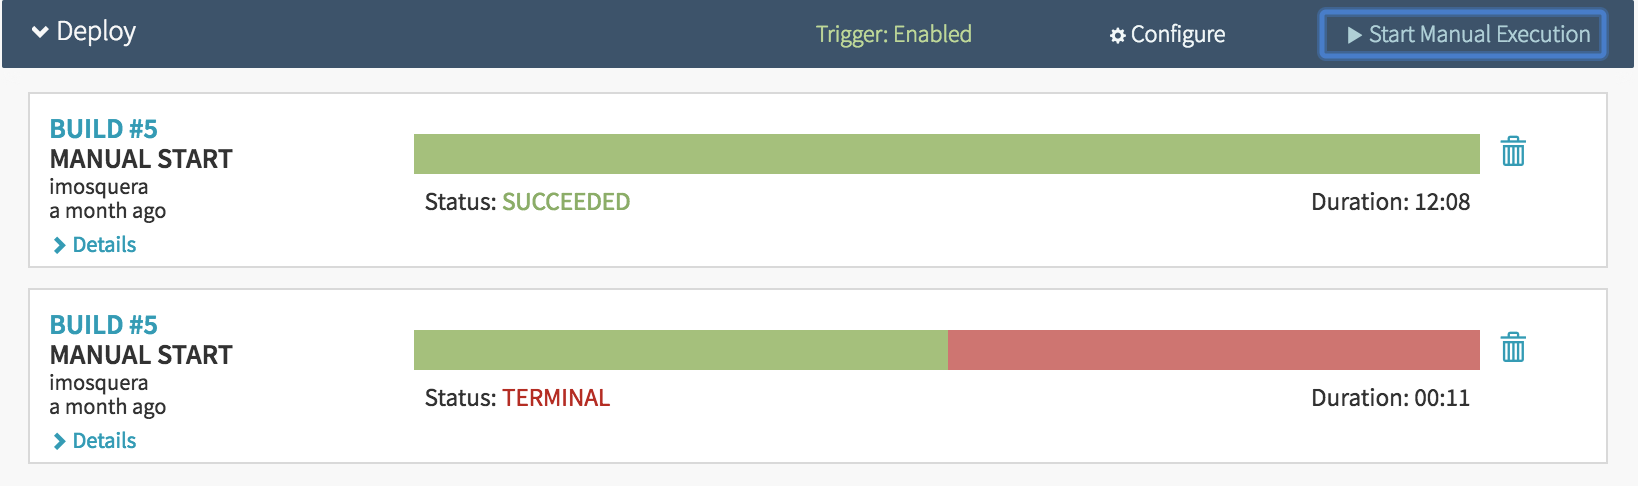 Deploy
Trigger: Enabled
Configure
Start Manual Execution
BUILD #5
MANUAL START
imosquera
a month ago
Details
Status: SUCCEEDED
Duration: 12:08
BUILD #5
MANUAL START
imosquera
a month ago
Details
Status: TERMINAL
Duration: 00:11